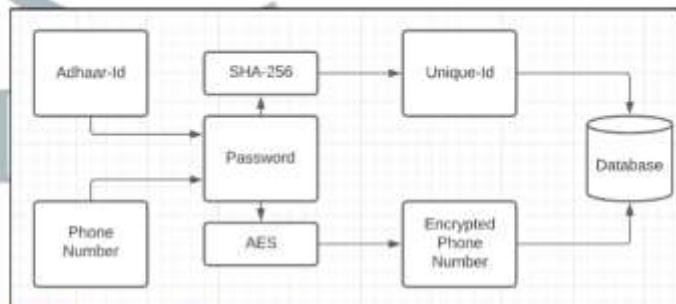 Adhaar-Id
SHA-256
Unique-Id
Password
Database
Phone
Number
AES
Encrypted
Phone
Number